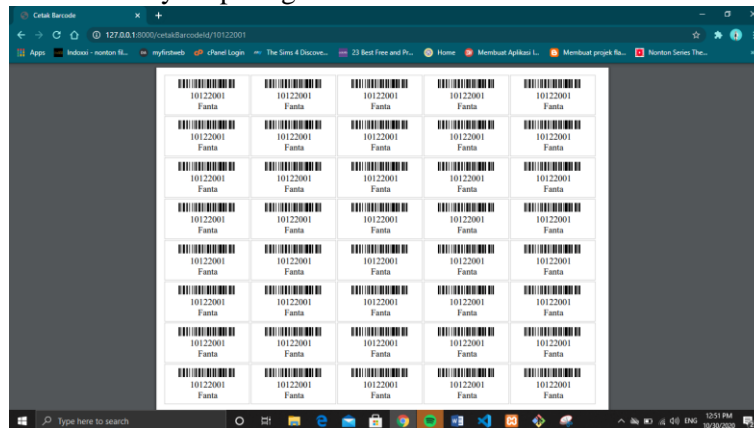 Cetak Barcode
127.0.0.1:8000/cetakBarcodeId/10122001
Apps Indoxxi - nonton fil... myfirstweb cPanel Login The Sims 4 Discove... 23 Best Free and Pr... Home Membuat Aplikasi L... Membuat projek fla... Nonton Series The...
10122001 10122001 10122001 10122001 10122001
Fanta Fanta Fanta Fanta Fanta
10122001 10122001 10122001 10122001 10122001
Fanta Fanta Fanta Fanta Fanta
10122001 10122001 10122001 10122001 10122001
Fanta Fanta Fanta Fanta Fanta
10122001 10122001 10122001 10122001 10122001
Fanta Fanta Fanta Fanta Fanta
10122001 10122001 10122001 10122001 10122001
Fanta Fanta Fanta Fanta Fanta
10122001 10122001 10122001 10122001 10122001
Fanta Fanta Fanta Fanta Fanta
10122001 10122001 10122001 10122001 10122001
Fanta Fanta Fanta Fanta Fanta
10122001 10122001 10122001 10122001 10122001
Fanta Fanta Fanta Fanta Fanta
Type here to search
ENG
12:51 PM
10/30/2020